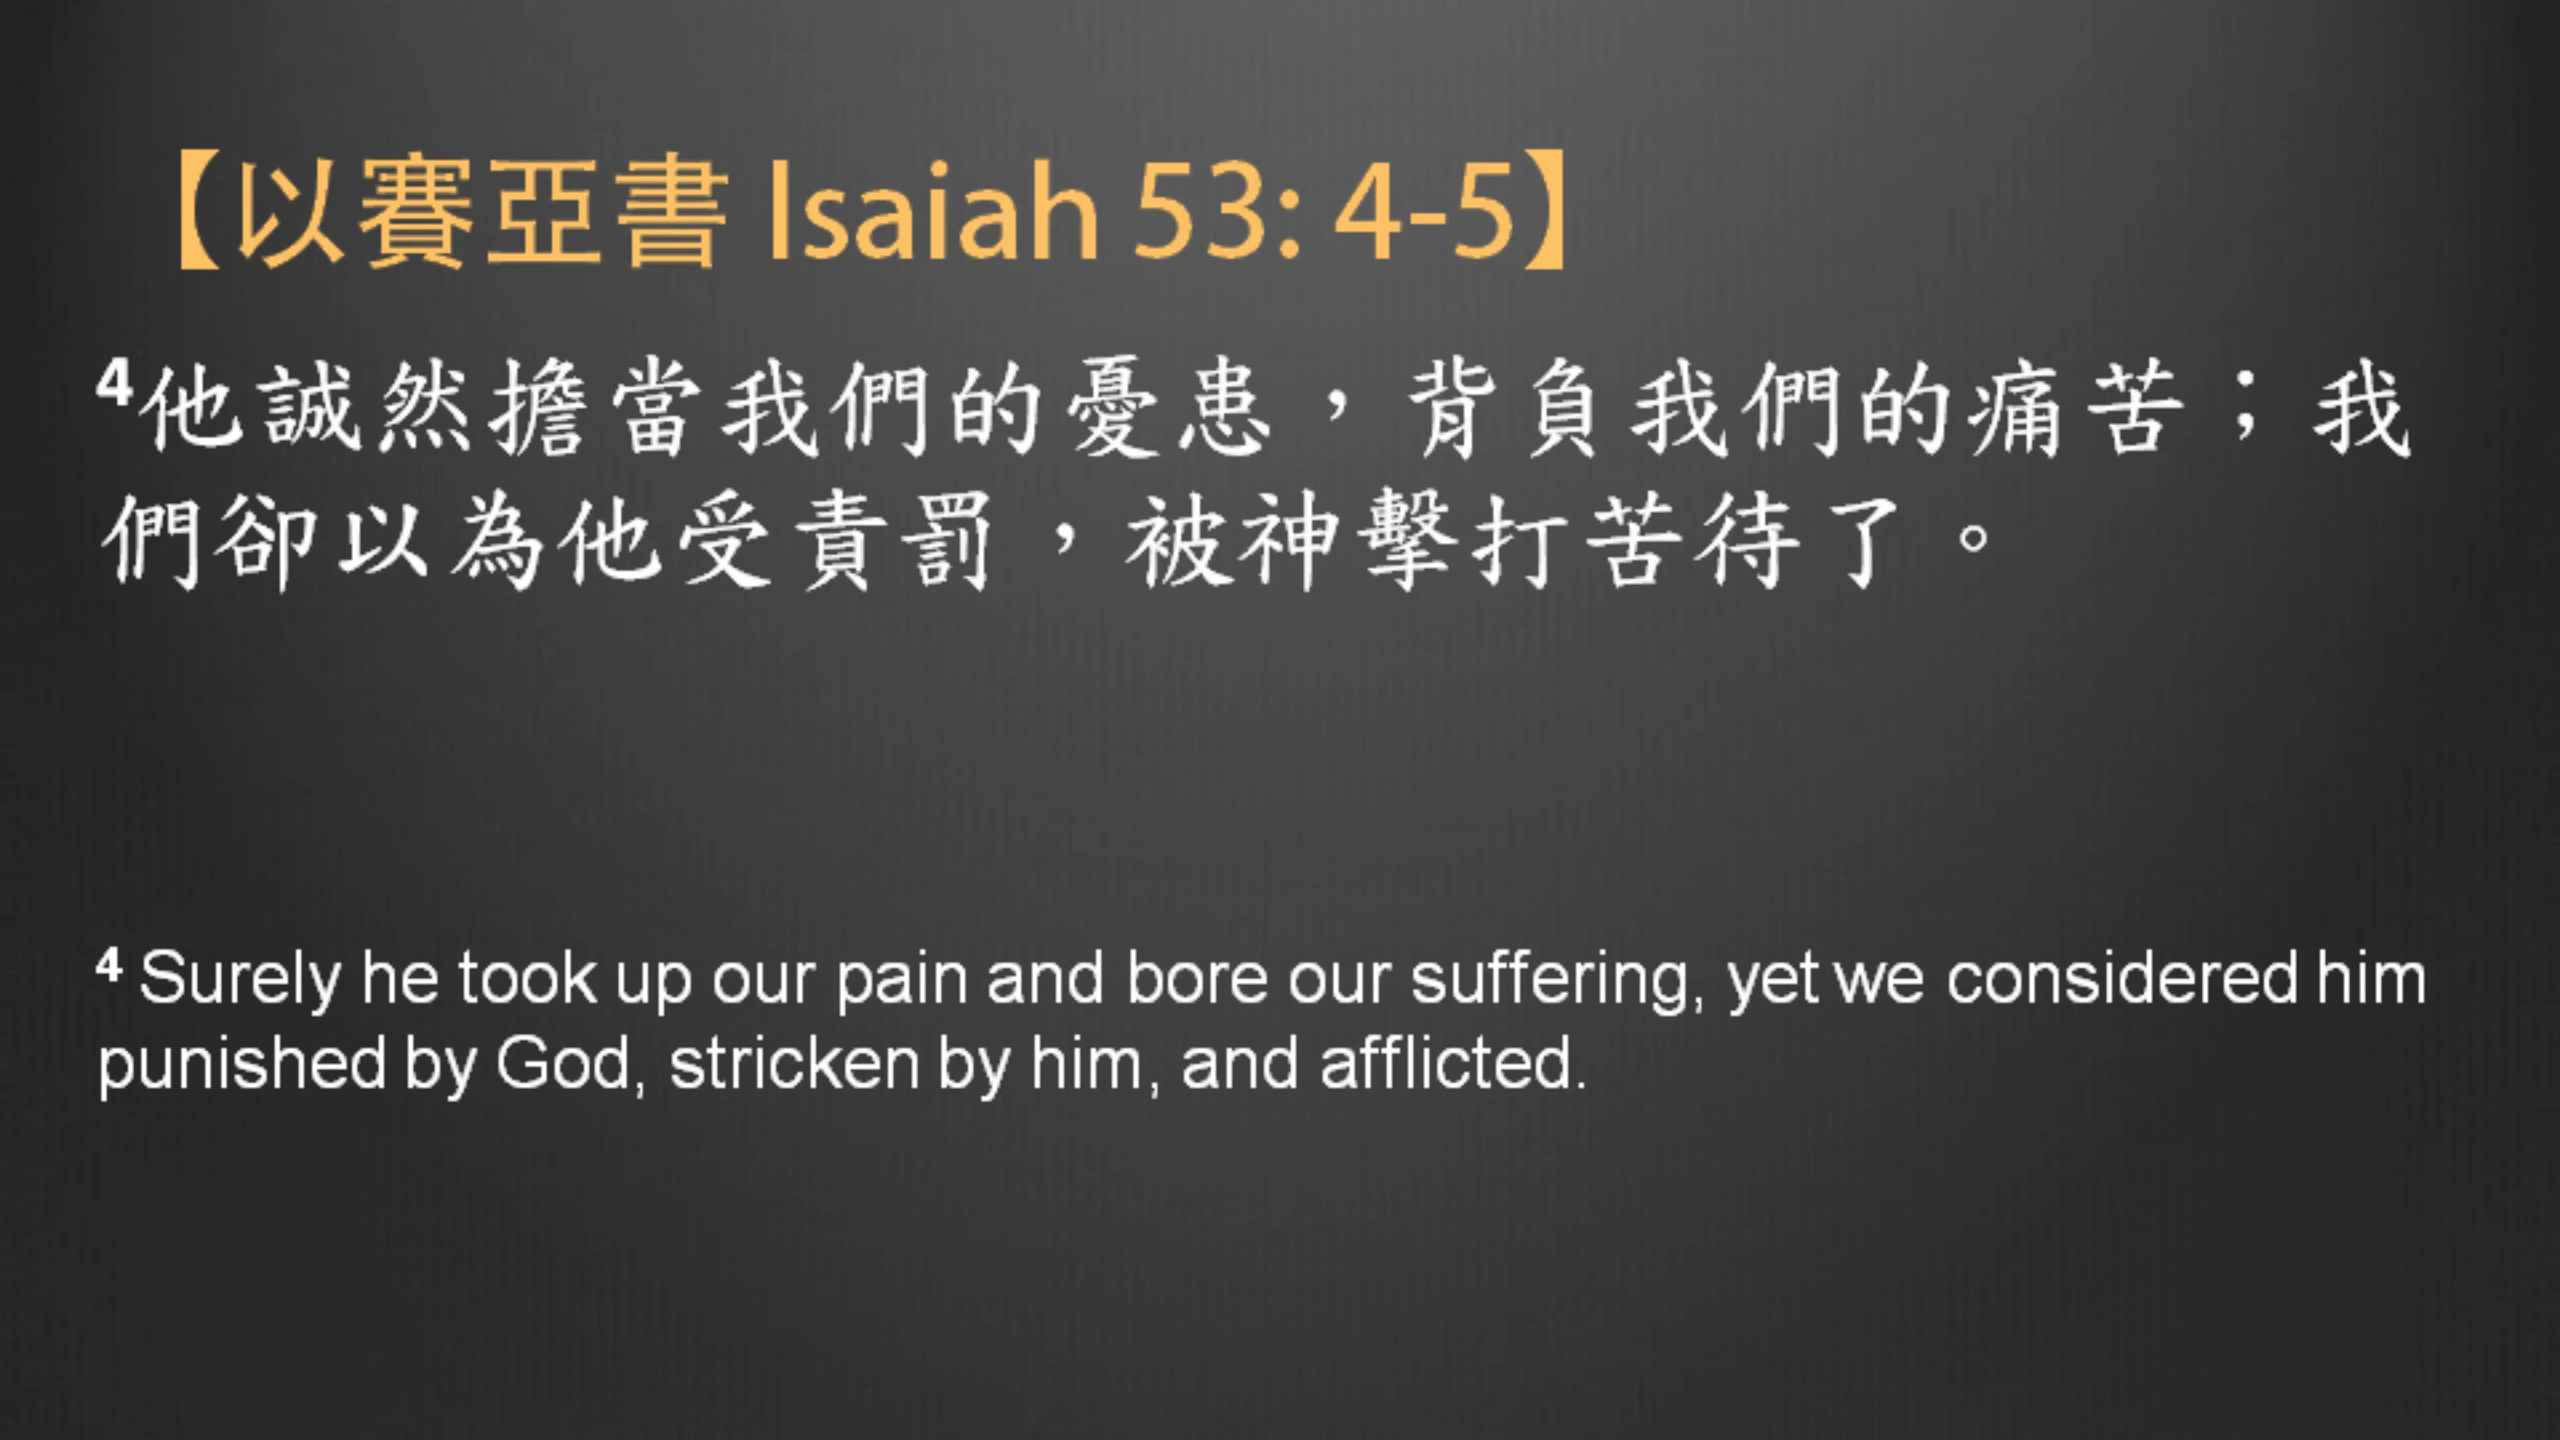 【以賽亞書 Isaiah 53: 4-5】
4他誠然擔當我們的憂患，背負我們的痛苦；我
們卻以為他受責罰，被神擊打苦待了。
4 Surely he took up our pain and bore our suffering, yet we considered him
punished by God, stricken by him, and afflicted.